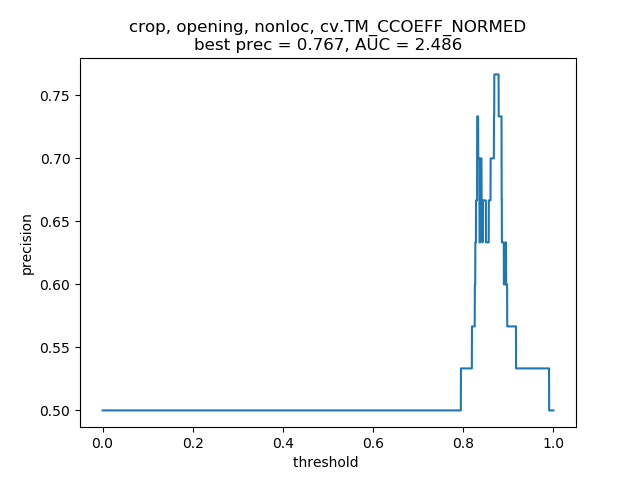 crop, opening, nonloc, cv.TM_CCOEFF_NORMED
best prec = 0.767, AUC = 2.486
0.75
0.70
0.65
0.60
0.55
0.50
precision
0.0 0.2 0.4 0.6 0.8 1.0
threshold